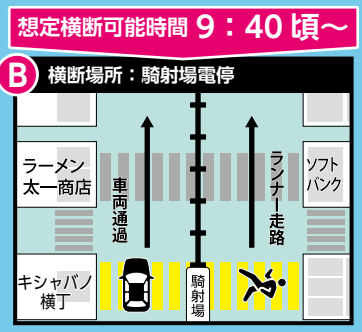 想定横断可能時間 9：40 頃～
B 横断場所：騎射場電停
ラーメン
太一商店
車両通過
ランナー走路
ソフト
バンク
キシャバノ
横丁
騎射場